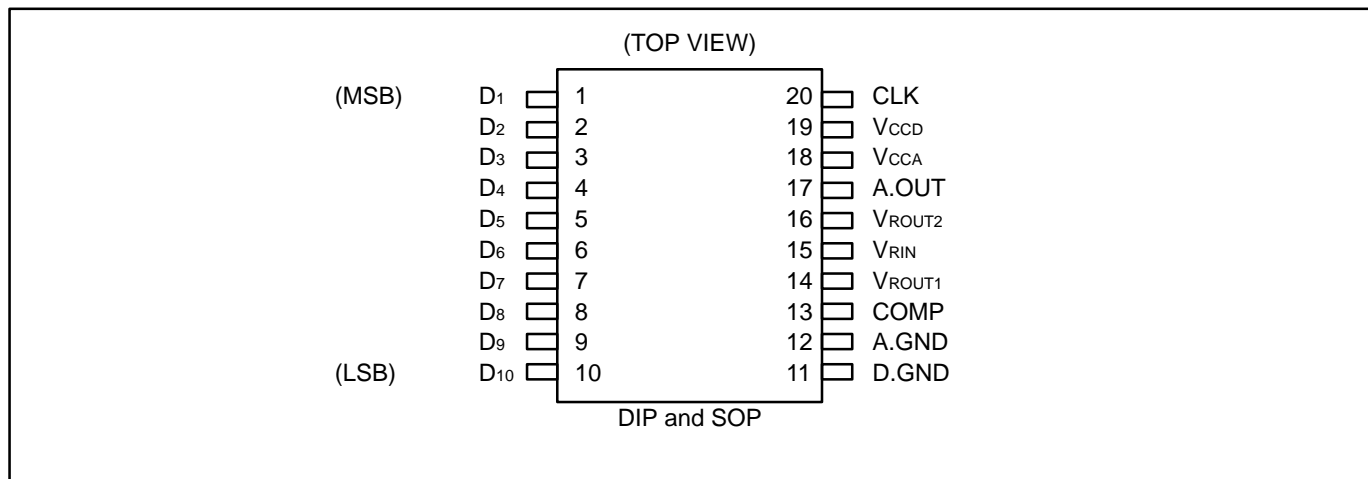 (TOP VIEW)
(MSB) D1 1 20 CLK
D2 2 19 VCCD
D3 3 18 VCCA
D4 4 17 A.OUT
D5 5 16 VROUT2
D6 6 15 VRIN
D7 7 14 VROUT1
D8 8 13 COMP
D9 9 12 A.GND
(LSB) D10 10 11 D.GND
DIP and SOP